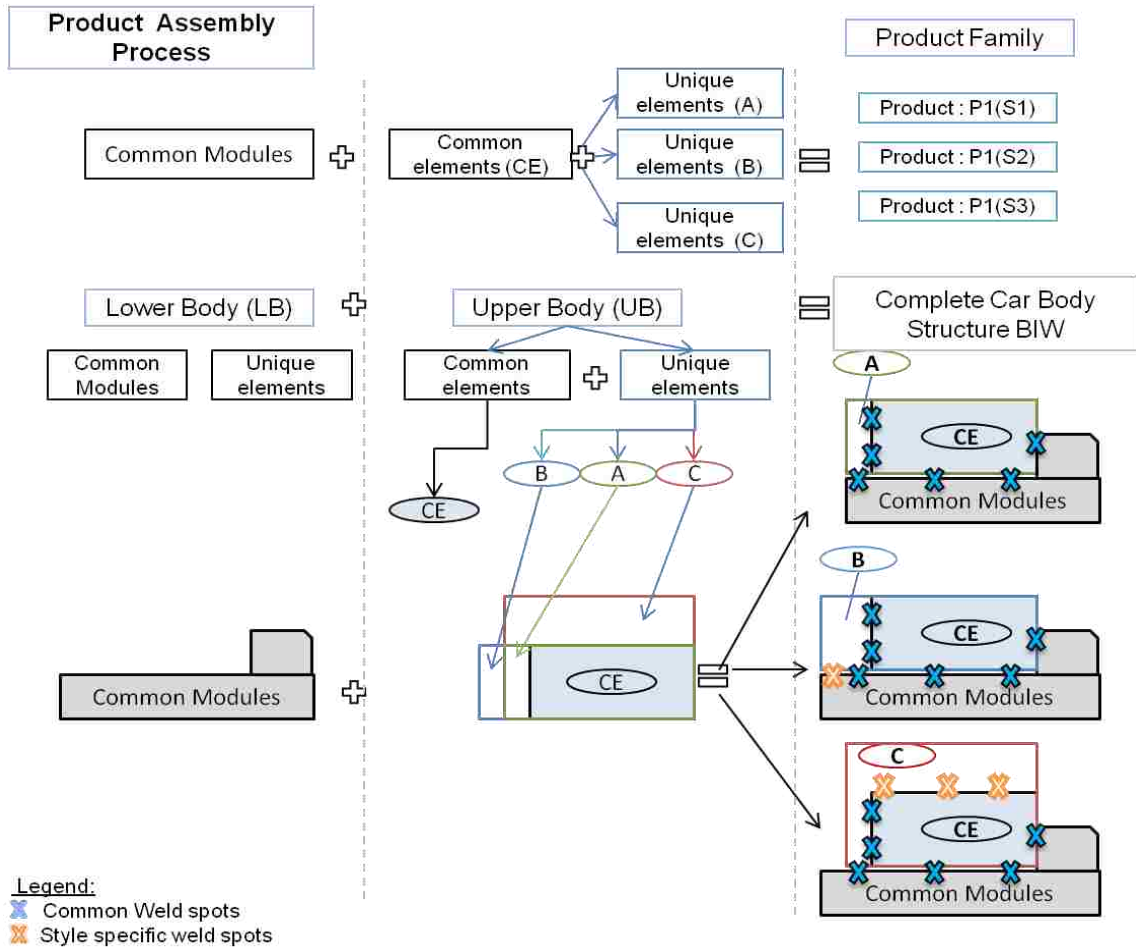 Product Assembly
Process
Product Family
Common Modules
Common
elements (CE)
Unique
elements (A)
Unique
elements (B)
Unique
elements (C)
Product : P1(S1)
Product : P1(S2)
Product : P1(S3)
Lower Body (LB)
Upper Body (UB)
Complete Car Body
Structure BIW
Common
Modules
Unique
elements
Common
elements
Unique
elements
B
A
C
CE
CE
Common Modules
A
CE
Common Modules
B
CE
Common Modules
C
CE
Common Modules
Legend:
Common Weld spots
Style specific weld spots